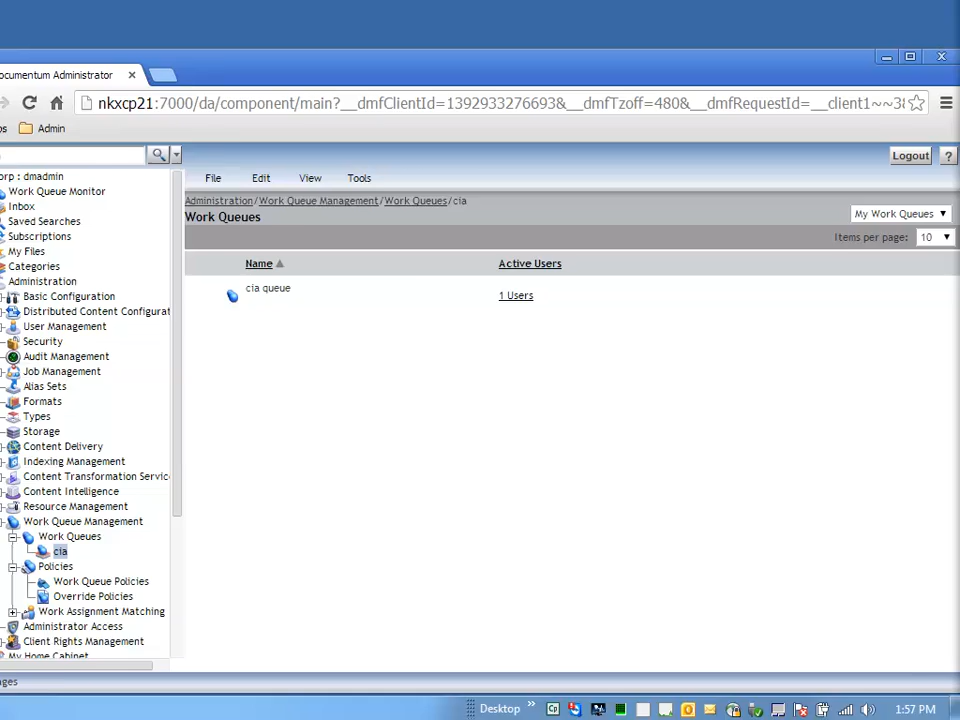 ocumentum Administrator ×
nkxcp21:7000/da/component/main?__dmfClientId=1392933276693&__dmfTzoff=480&__dmfRequestId=__client1~~38
ps Admin
Logout ?
orp : dmadmin
Work Queue Monitor
Inbox
Saved Searches
Subscriptions
My Files
Categories
Administration
Basic Configuration
Distributed Content Configurat
User Management
Security
Audit Management
Job Management
Alias Sets
Formats
Types
Storage
Content Delivery
Indexing Management
Content Transformation Service
Content Intelligence
Resource Management
Work Queue Management
Work Queues
cia
Policies
Work Queue Policies
Override Policies
Work Assignment Matching
Administrator Access
Client Rights Management
My Home Cabinet
File Edit View Tools
Administration/Work Queue Management/Work Queues/cia
Work Queues
My Work Queues
Items per page: 10
Name Active Users
cia queue 1 Users
ages
Desktop » Cp 1:57 PM